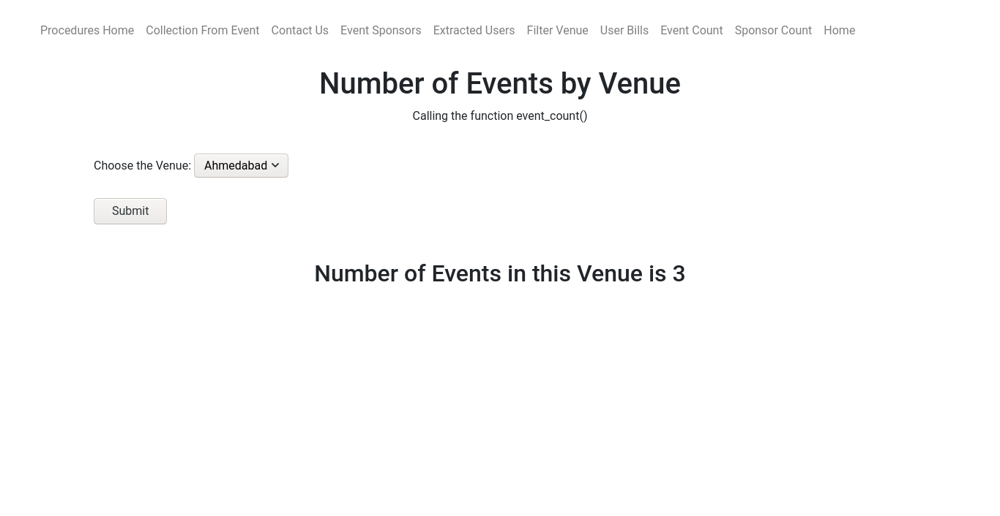 Procedures Home Collection From Event Contact Us Event Sponsors Extracted Users Filter Venue User Bills Event Count Sponsor Count Home
Number of Events by Venue
Calling the function event_count()
Choose the Venue: Ahmedabad
Submit
Number of Events in this Venue is 3